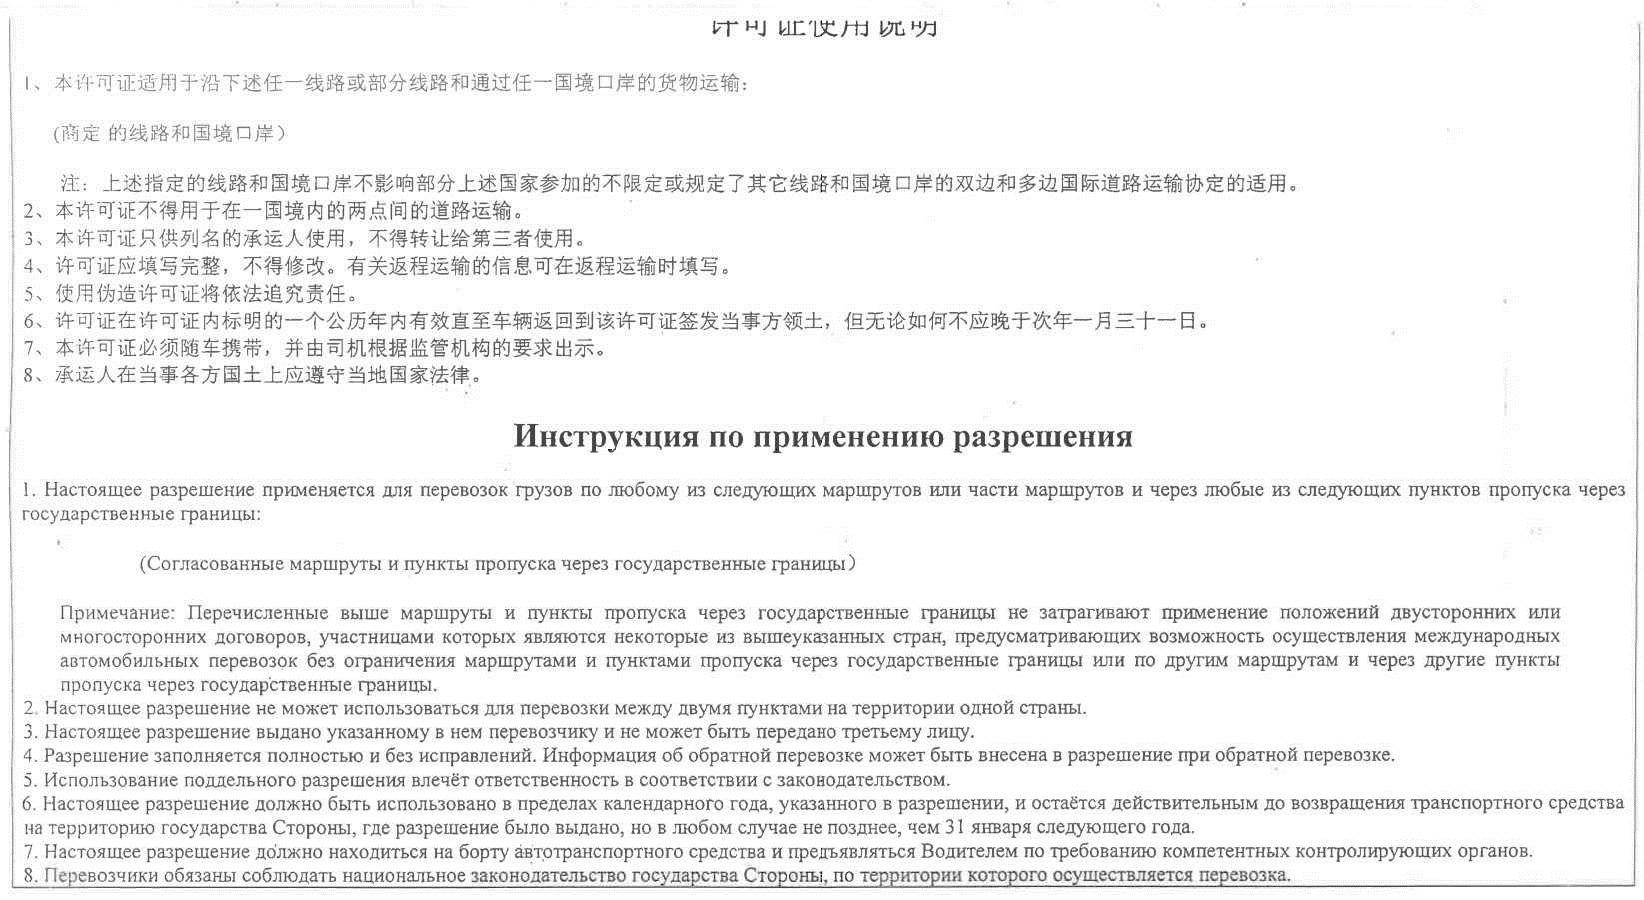 许可证使用说明
1、本许可证适用于沿下述任一线路或部分线路和通过任一国境口岸的货物运输：
(商定 的线路和国境口岸）
注：上述指定的线路和国境口岸不影响部分上述国家参加的不限定或规定了其它线路和国境口岸的双边和多边国际道路运输协定的适用。
2、本许可证不得用于在一国境内的两点间的道路运输。
3、本许可证只供列名的承运人使用，不得转让给第三者使用。
4、许可证应填写完整，不得修改。有关返程运输的信息可在返程运输时填写。
5、使用伪造许可证将依法追究责任。
6、许可证在许可证内标明的一个公历年内有效直至车辆返回到该许可证签发当事方领土，但无论如何不应晚于次年一月三十一日。
7、本许可证必须随车携带，并由司机根据监管机构的要求出示。
8、承运人在当事各方国土上应遵守当地国家法律。
Инструкция по применению разрешения
1. Настоящее разрешение применяется для перевозок грузов по любому из следующих маршрутов или части маршрутов и через любые из следующих пунктов пропуска через
государственные границы:
(Согласованные маршруты и пункты пропуска через государственные границы）
Примечание: Перечисленные выше маршруты и пункты пропуска через государственные границы не затрагивают применение положений двусторонних или
многосторонних договоров, участницами которых являются некоторые из вышеуказанных стран, предусматривающих возможность осуществления международных
автомобильных перевозок без ограничения маршрутами и пунктами пропуска через государственные границы или по другим маршрутам и через другие пункты
пропуска через государственные границы.
2. Настоящее разрешение не может использоваться для перевозки между двумя пунктами на территории одной страны.
3. Настоящее разрешение выдано указанному в нем перевозчику и не может быть передано третьему лицу.
4. Разрешение заполняется полностью и без исправлений. Информация об обратной перевозке может быть внесена в разрешение при обратной перевозке.
5. Использование поддельного разрешения влечёт ответственность в соответствии с законодательством.
6. Настоящее разрешение должно быть использовано в пределах календарного года, указанного в разрешении, и остаётся действительным до возвращения транспортного средства
на территорию государства Стороны, где разрешение было выдано, но в любом случае не позднее, чем 31 января следующего года.
7. Настоящее разрешение должно находиться на борту автотранспортного средства и предъявляться Водителем по требованию компетентных контролирующих органов.
8. Перевозчики обязаны соблюдать национальное законодательство государства Стороны, по территории которого осуществляется перевозка.